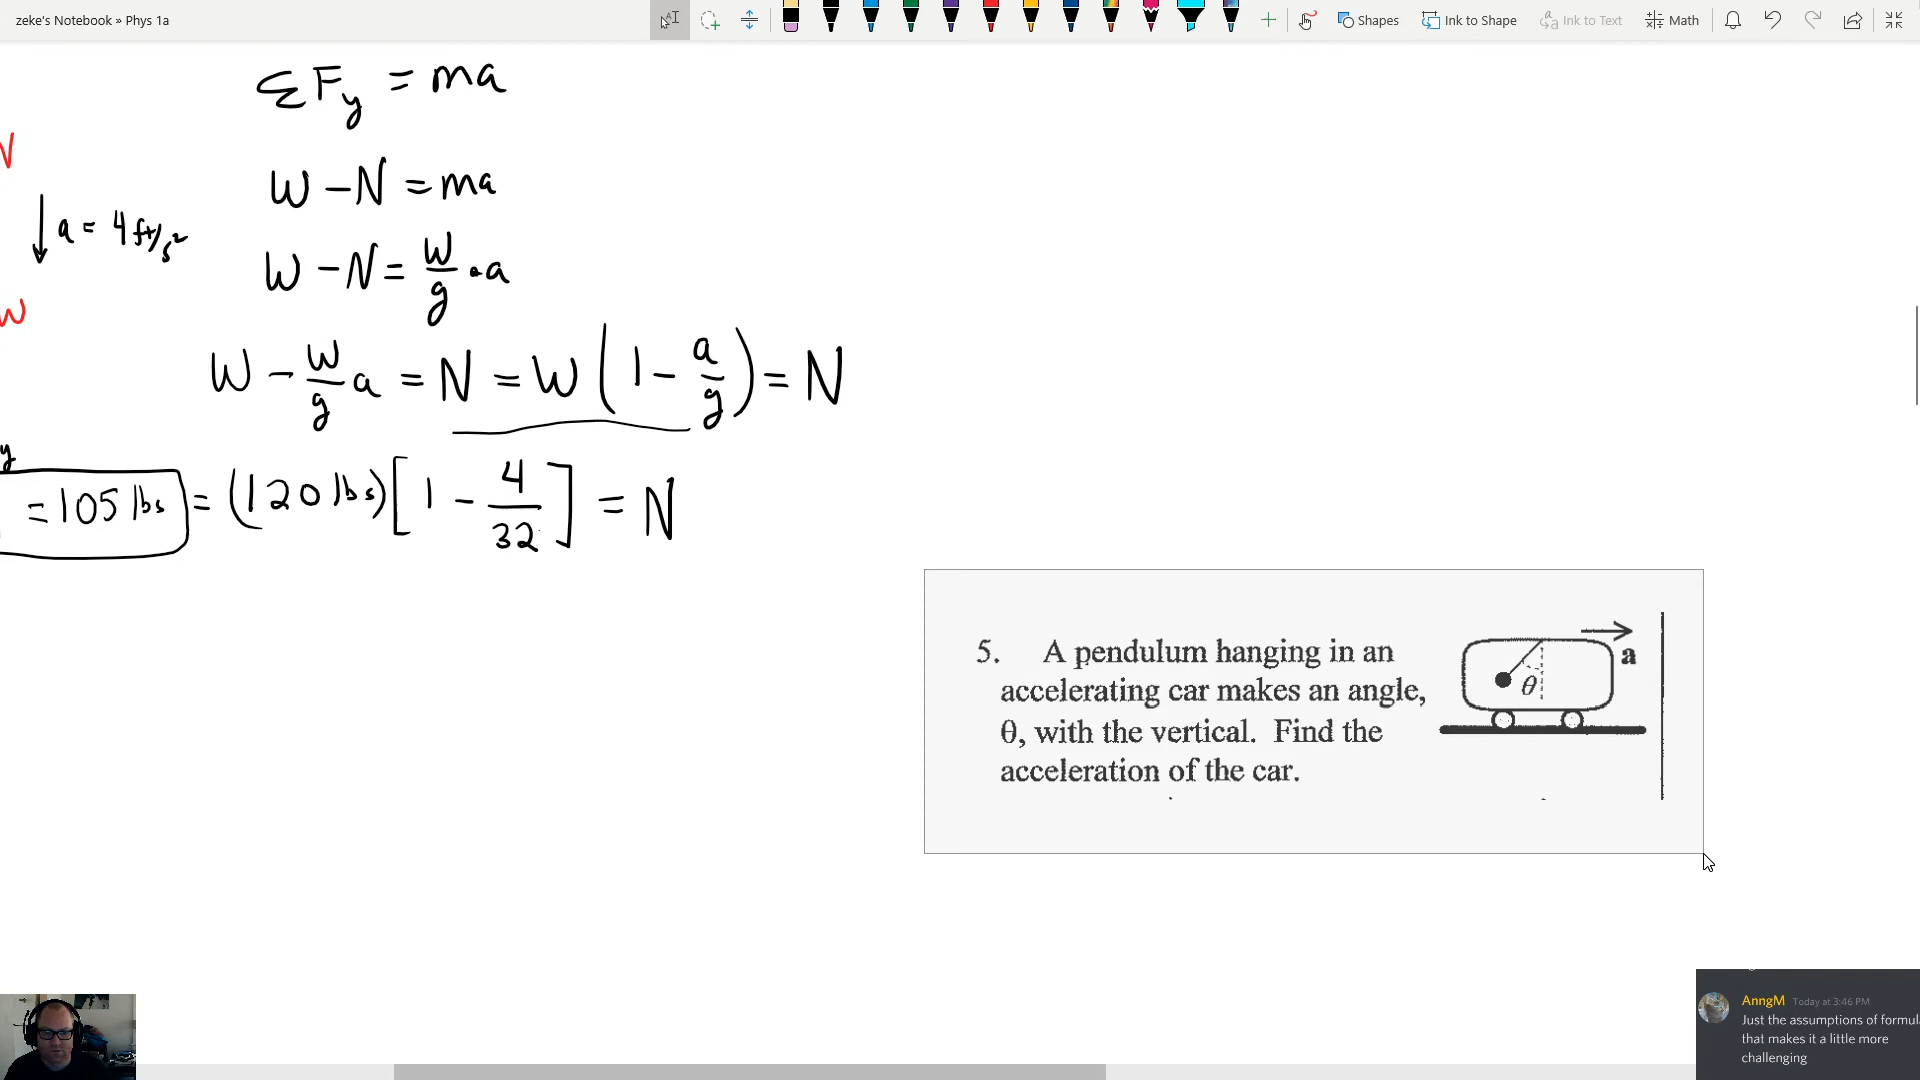 zeke's Notebook » Phys 1a
Shapes
Ink to Shape
Ink to Text
Math
ΣF_y = ma
N
W - N = ma
a = 4 ft/s²
W - N = W/g · a
W
W - W/g a = N = W(1 - a/g) = N
y
= 105 lbs = (120 lbs)[1 - 4/32] = N
5. A pendulum hanging in an
accelerating car makes an angle,
θ, with the vertical. Find the
acceleration of the car.
a
θ
AnngM Today at 3:46 PM
Just the assumptions of formul
that makes it a little more
challenging